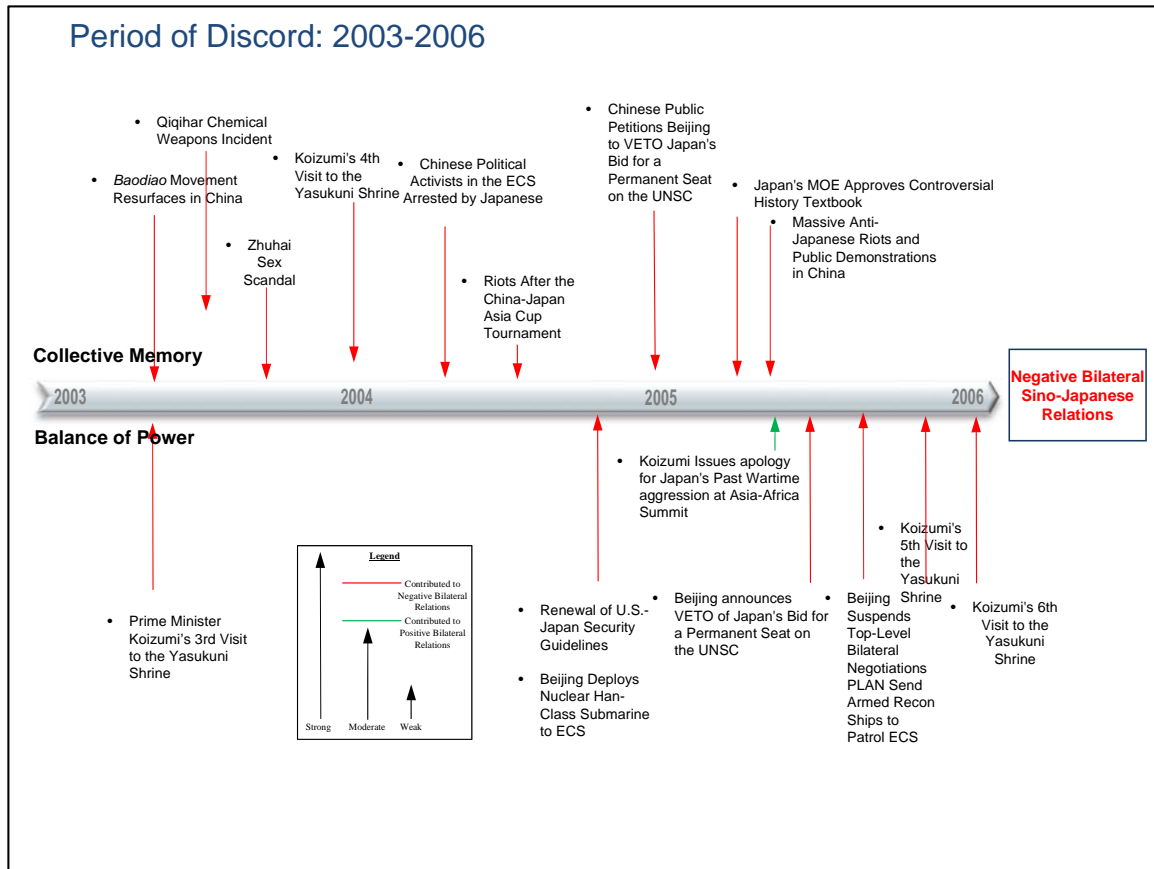 Period of Discord: 2003-2006
• Qiqihar Chemical
Weapons Incident
• Baodiao Movement
Resurfaces in China
• Zhuhai
Sex
Scandal
• Koizumi's 4th
Visit to the
Yasukuni Shrine
• Chinese Political
Activists in the ECS
Arrested by Japanese
• Riots After the
China-Japan
Asia Cup
Tournament
• Chinese Public
Petitions Beijing
to VETO Japan's
Bid for a
Permanent Seat
on the UNSC
• Japan's MOE Approves Controversial
History Textbook
• Massive Anti-
Japanese Riots and
Public Demonstrations
in China
Collective Memory
2003
2004
2005
2006
Negative Bilateral
Sino-Japanese
Relations
Balance of Power
• Prime Minister
Koizumi's 3rd Visit
to the Yasukuni
Shrine
Legend
Contributed to
Negative Bilateral
Relations
Contributed to
Positive Bilateral
Relations
Strong
Moderate
Weak
• Renewal of U.S.-
Japan Security
Guidelines
• Beijing Deploys
Nuclear Han-
Class Submarine
to ECS
• Koizumi Issues apology
for Japan's Past Wartime
aggression at Asia-Africa
Summit
• Beijing announces
VETO of Japan's Bid for
a Permanent Seat on
the UNSC
• Beijing
Suspends
Top-Level
Bilateral
Negotiations
PLAN Send
Armed Recon
Ships to
Patrol ECS
• Koizumi's
5th Visit to
the
Yasukuni
Shrine
• Koizumi's 6th
Visit to the
Yasukuni
Shrine